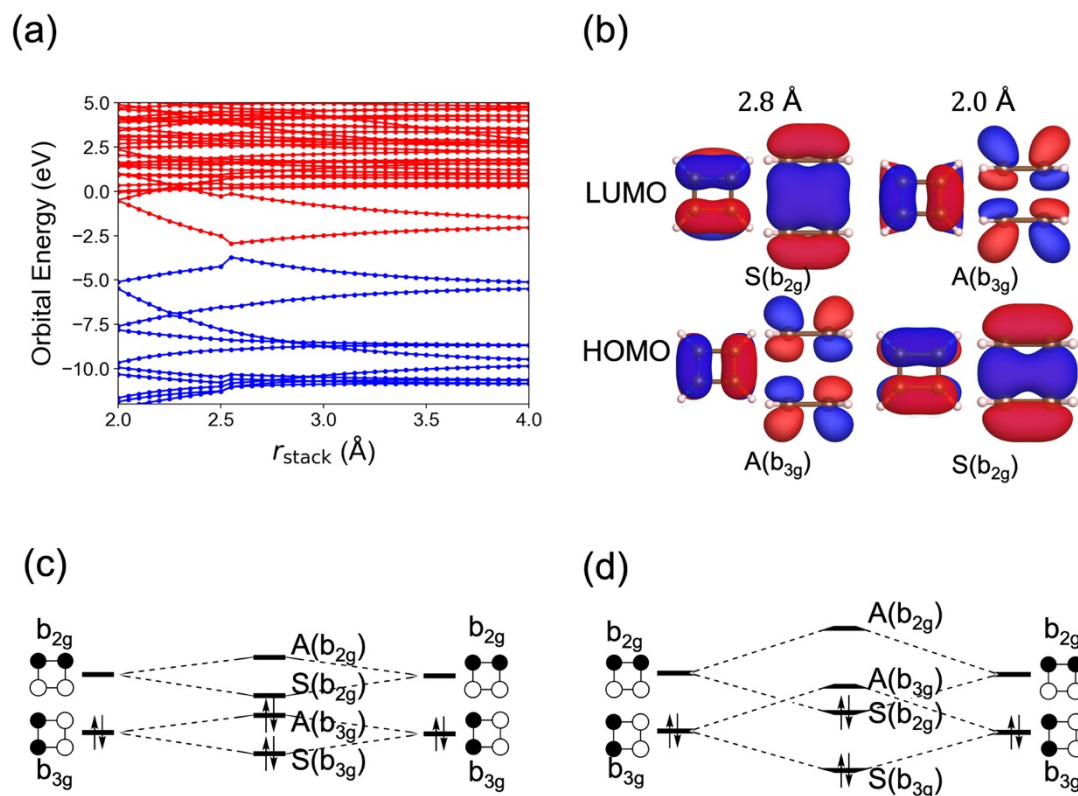 (a)
5.0
2.5
0.0
−2.5
−5.0
−7.5
−10.0
Orbital Energy (eV)
2.0 2.5 3.0 3.5 4.0
r_stack (Å)
(b)
2.8 Å 2.0 Å
LUMO
S(b2g) A(b3g)
HOMO
A(b3g) S(b2g)
(c)
b2g A(b2g) b2g
S(b2g)
A(b3g)
b3g S(b3g) b3g
(d)
b2g A(b2g) b2g
A(b3g)
S(b2g)
b3g S(b3g) b3g